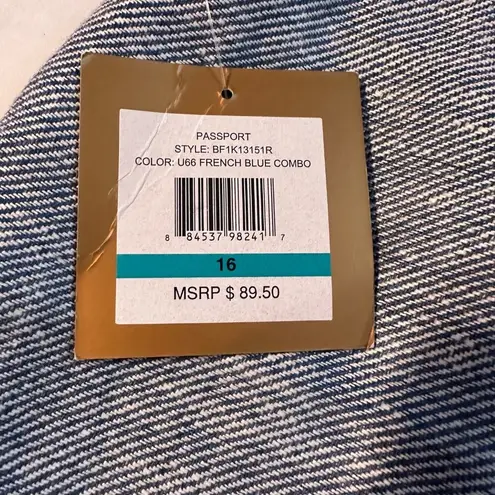 PASSPORT
STYLE: BF1K13151R
COLOR: U66 FRENCH BLUE COMBO
8 84537 98241 7
16
MSRP $ 89.50